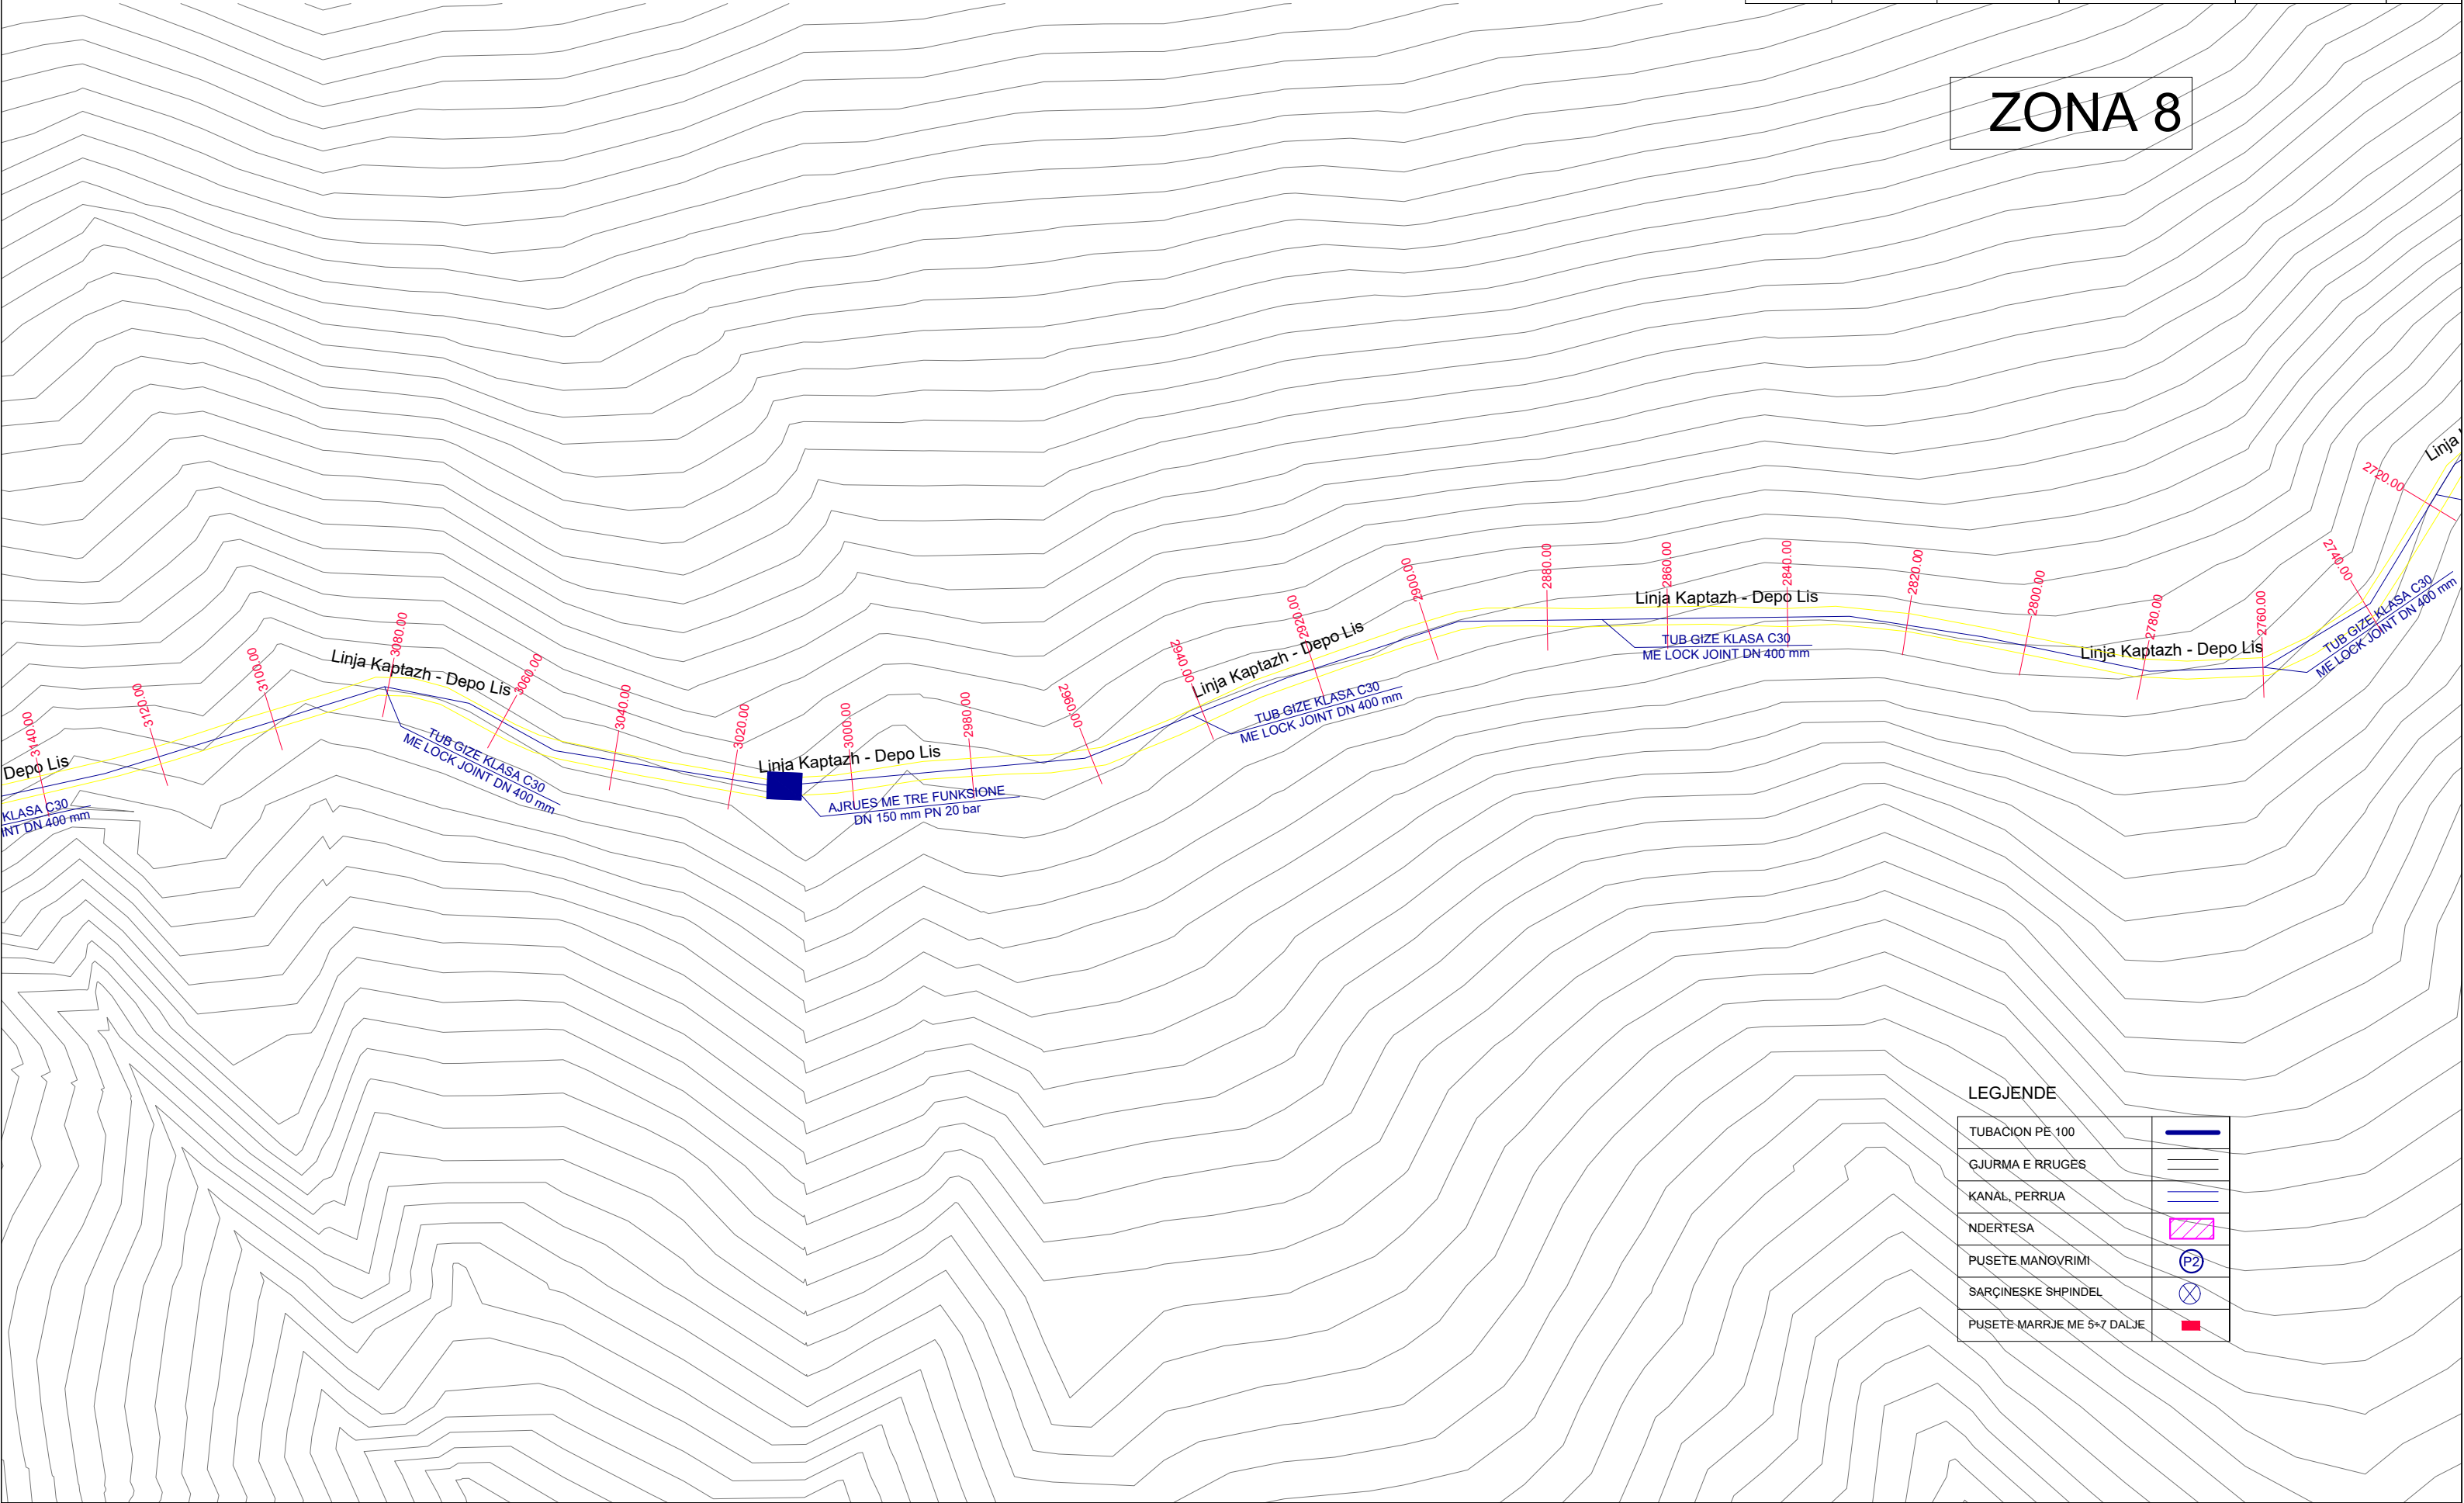 ZONA 8
Linja
2720.00
2740.00
2760.00
2780.00
2800.00
2820.00
2840.00
2860.00
2880.00
2900.00
2920.00
2940.00
2960.00
2980.00
3000.00
3020.00
3040.00
3060.00
3080.00
3100.00
3120.00
3140.00
Linja Kaptazh - Depo Lis
Linja Kaptazh - Depo Lis
Linja Kaptazh - Depo Lis
Linja Kaptazh - Depo Lis
Linja Kaptazh - Depo Lis
Depo Lis
TUB GIZE KLASA C30
ME LOCK JOINT DN 400 mm
TUB GIZE KLASA C30
ME LOCK JOINT DN 400 mm
TUB GIZE KLASA C30
ME LOCK JOINT DN 400 mm
TUB GIZE KLASA C30
ME LOCK JOINT DN 400 mm
KLASA C30
INT DN 400 mm
AJRUES ME TRE FUNKSIONE
DN 150 mm PN 20 bar
LEGJENDE
TUBACION PE 100
GJURMA E RRUGES
KANAL, PERRUA
NDERTESA
PUSETE MANOVRIMI
P2
SARÇINESKE SHPINDEL
PUSETE MARRJE ME 5÷7 DALJE